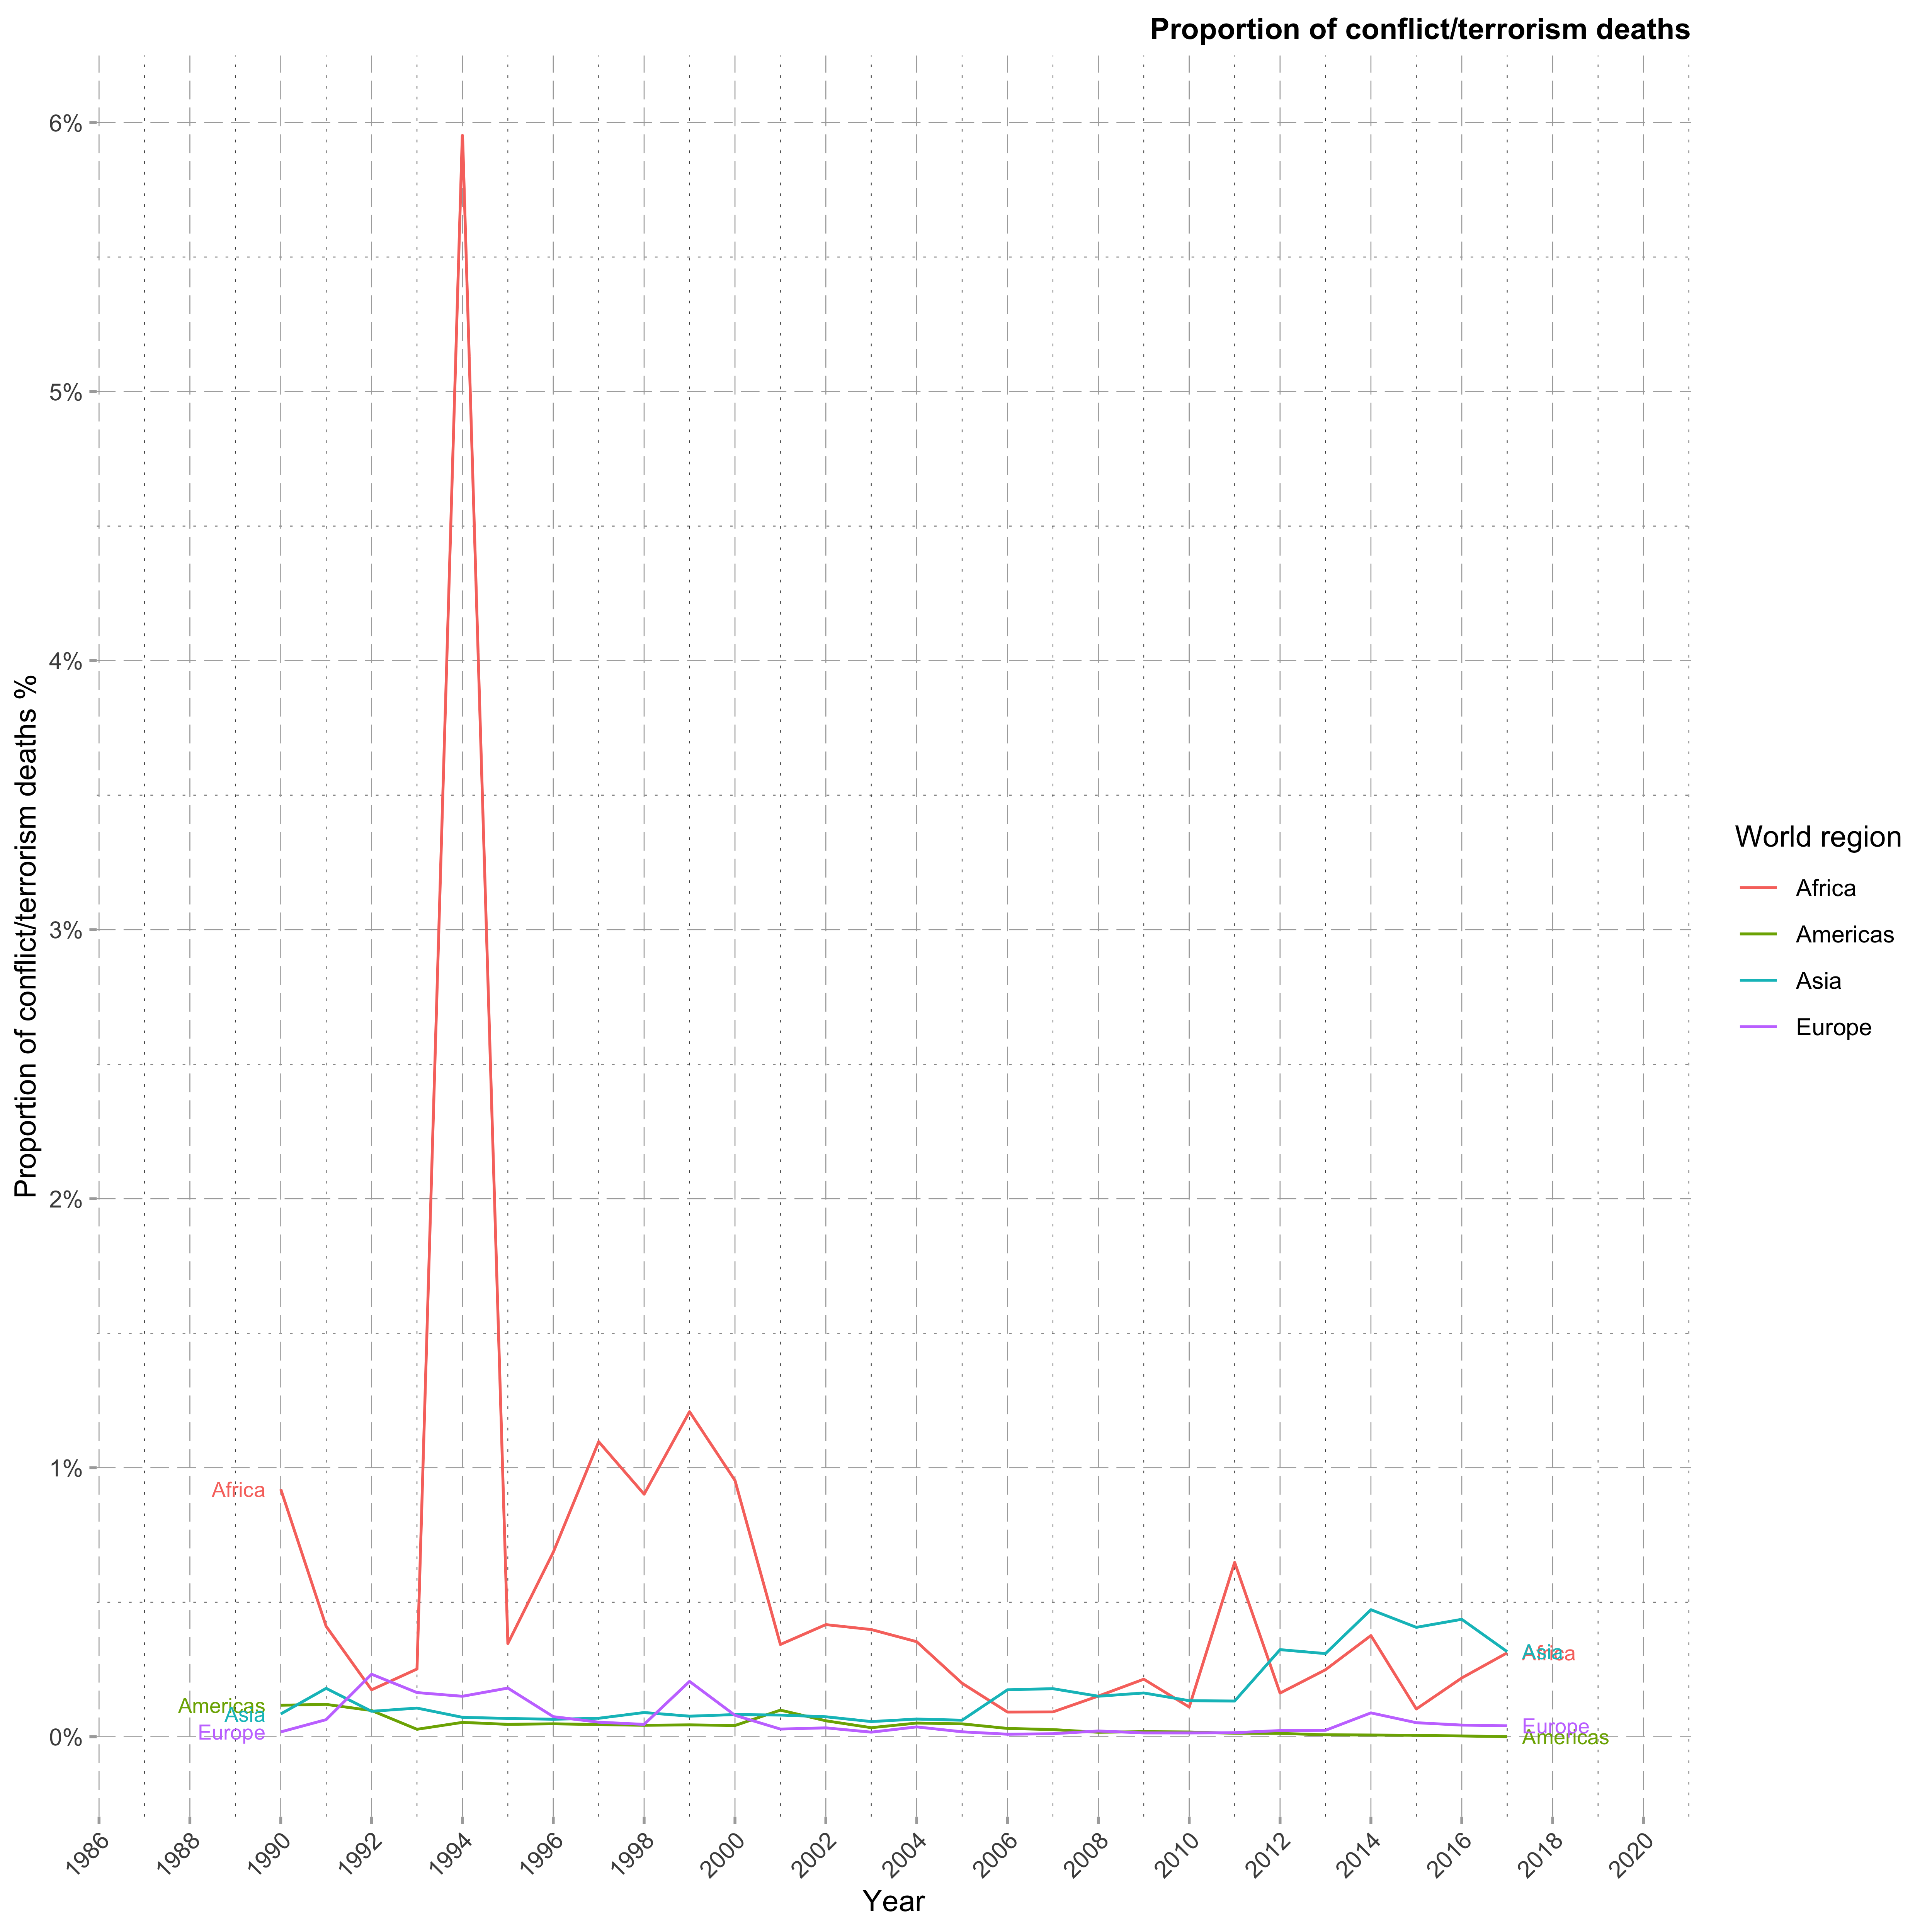 Proportion of conflict/terrorism deaths
Proportion of conflict/terrorism deaths %
6%
5%
4%
3%
2%
1%
0%
Africa
Americas
Asia
Europe
Asia
Africa
Europe
Americas
1986
1988
1990
1992
1994
1996
1998
2000
2002
2004
2006
2008
2010
2012
2014
2016
2018
2020
Year
World region
Africa
Americas
Asia
Europe